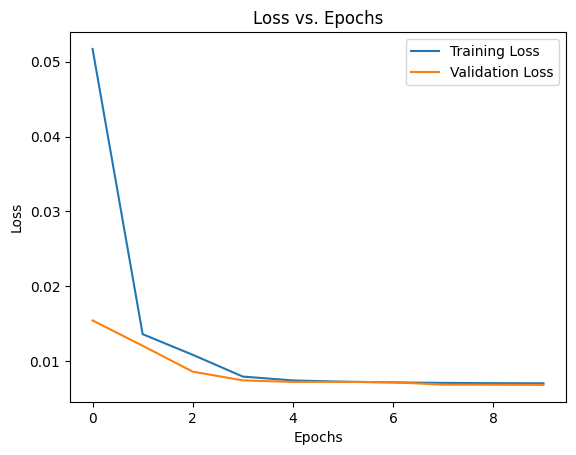 Loss vs. Epochs
Training Loss
Validation Loss
0.05
0.04
0.03
0.02
0.01
Loss
0 2 4 6 8
Epochs